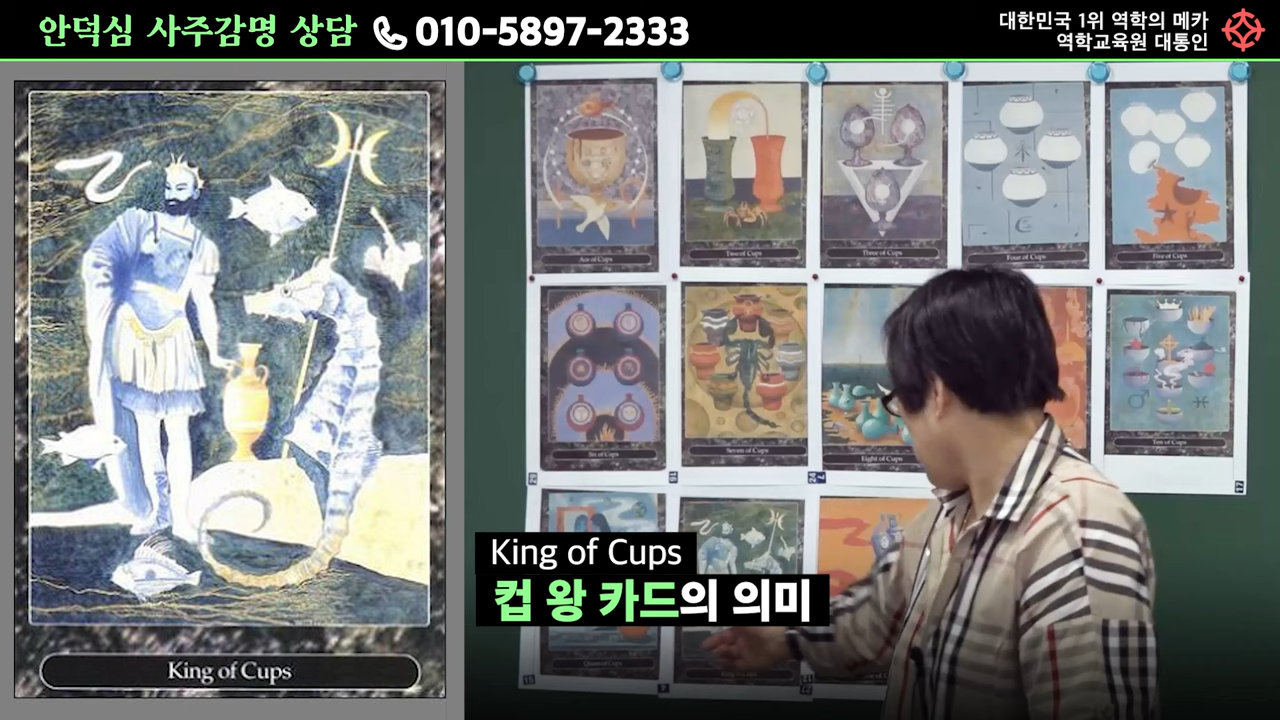 안덕심 사주감명 상담 010-5897-2333
대한민국 1위 역학의 메카
역학교육원 대통인
King of Cups
Ace of Cups
Two of Cups
Three of Cups
Four of Cups
Five of Cups
Six of Cups
Seven of Cups
Eight of Cups
Ten of Cups
King of Cups
컵 왕 카드의 의미
Queen of Cups